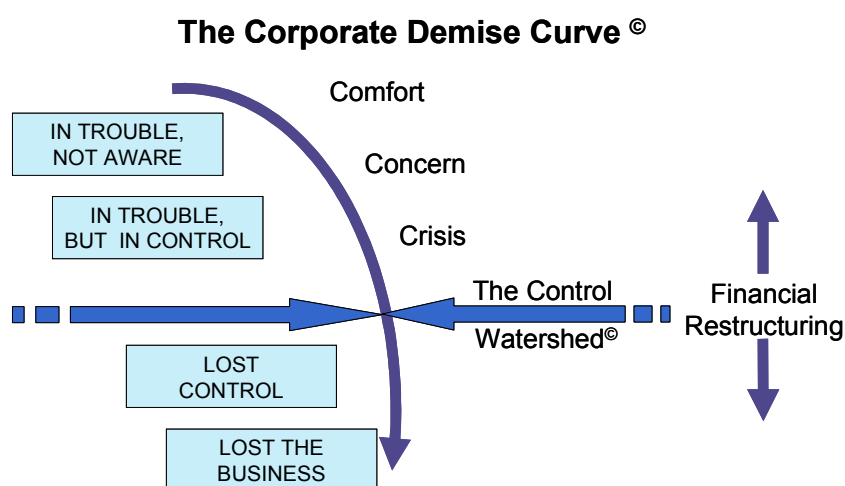 The Corporate Demise Curve ©
Comfort
IN TROUBLE,
NOT AWARE
Concern
IN TROUBLE,
BUT IN CONTROL
Crisis
The Control
Watershed©
Financial
Restructuring
LOST
CONTROL
LOST THE
BUSINESS